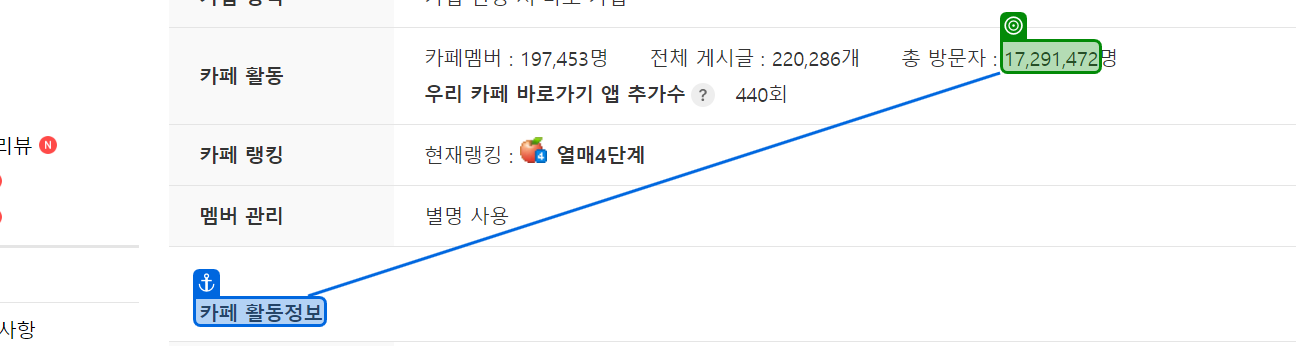 카페 활동
카페멤버 : 197,453명 전체 게시글 : 220,286개 총 방문자 : 17,291,472명
우리 카페 바로가기 앱 추가수 ? 440회
리뷰 N
카페 랭킹 현재랭킹 : 4 열매4단계
멤버 관리 별명 사용
카페 활동정보
사항